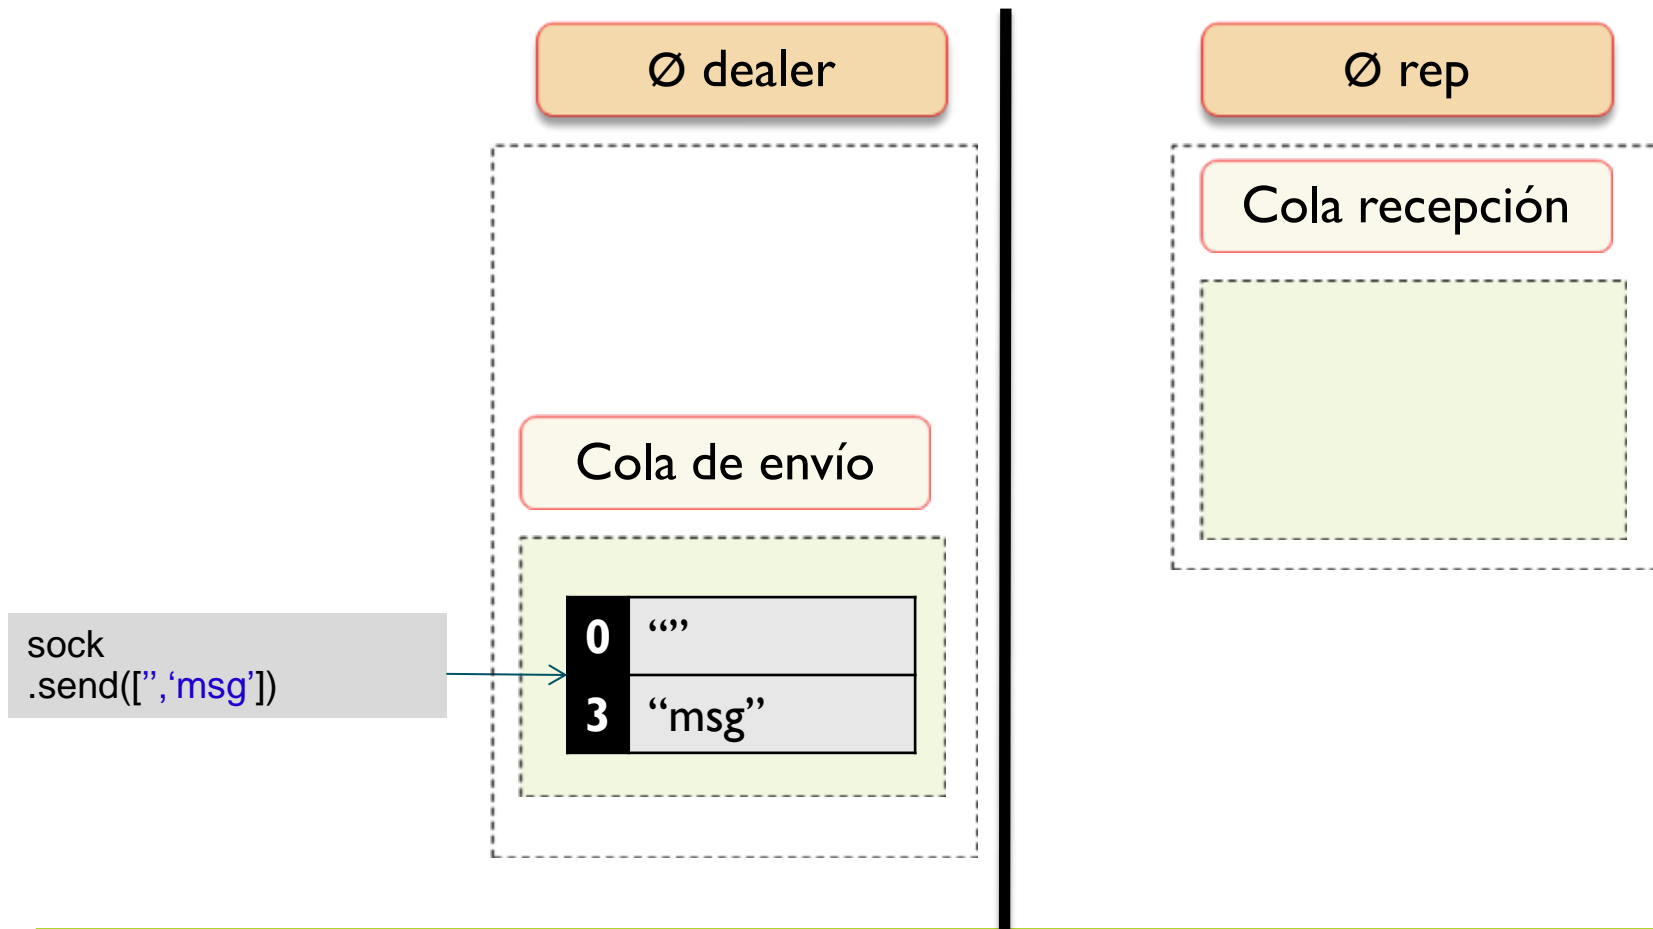 Ø dealer
Ø rep
Cola recepción
Cola de envío
sock
.send([’’,‘msg’])
0 “”
3 “msg”